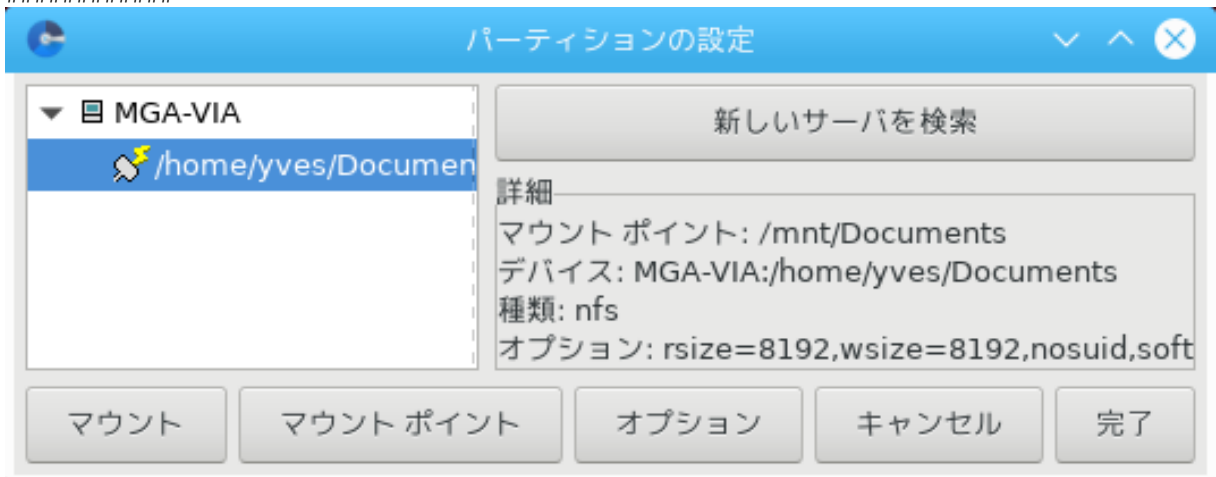 パーティションの設定
MGA-VIA
/home/yves/Documen
新しいサーバを検索
詳細
マウント ポイント: /mnt/Documents
デバイス: MGA-VIA:/home/yves/Documents
種類: nfs
オプション: rsize=8192,wsize=8192,nosuid,soft
マウント
マウント ポイント
オプション
キャンセル
完了